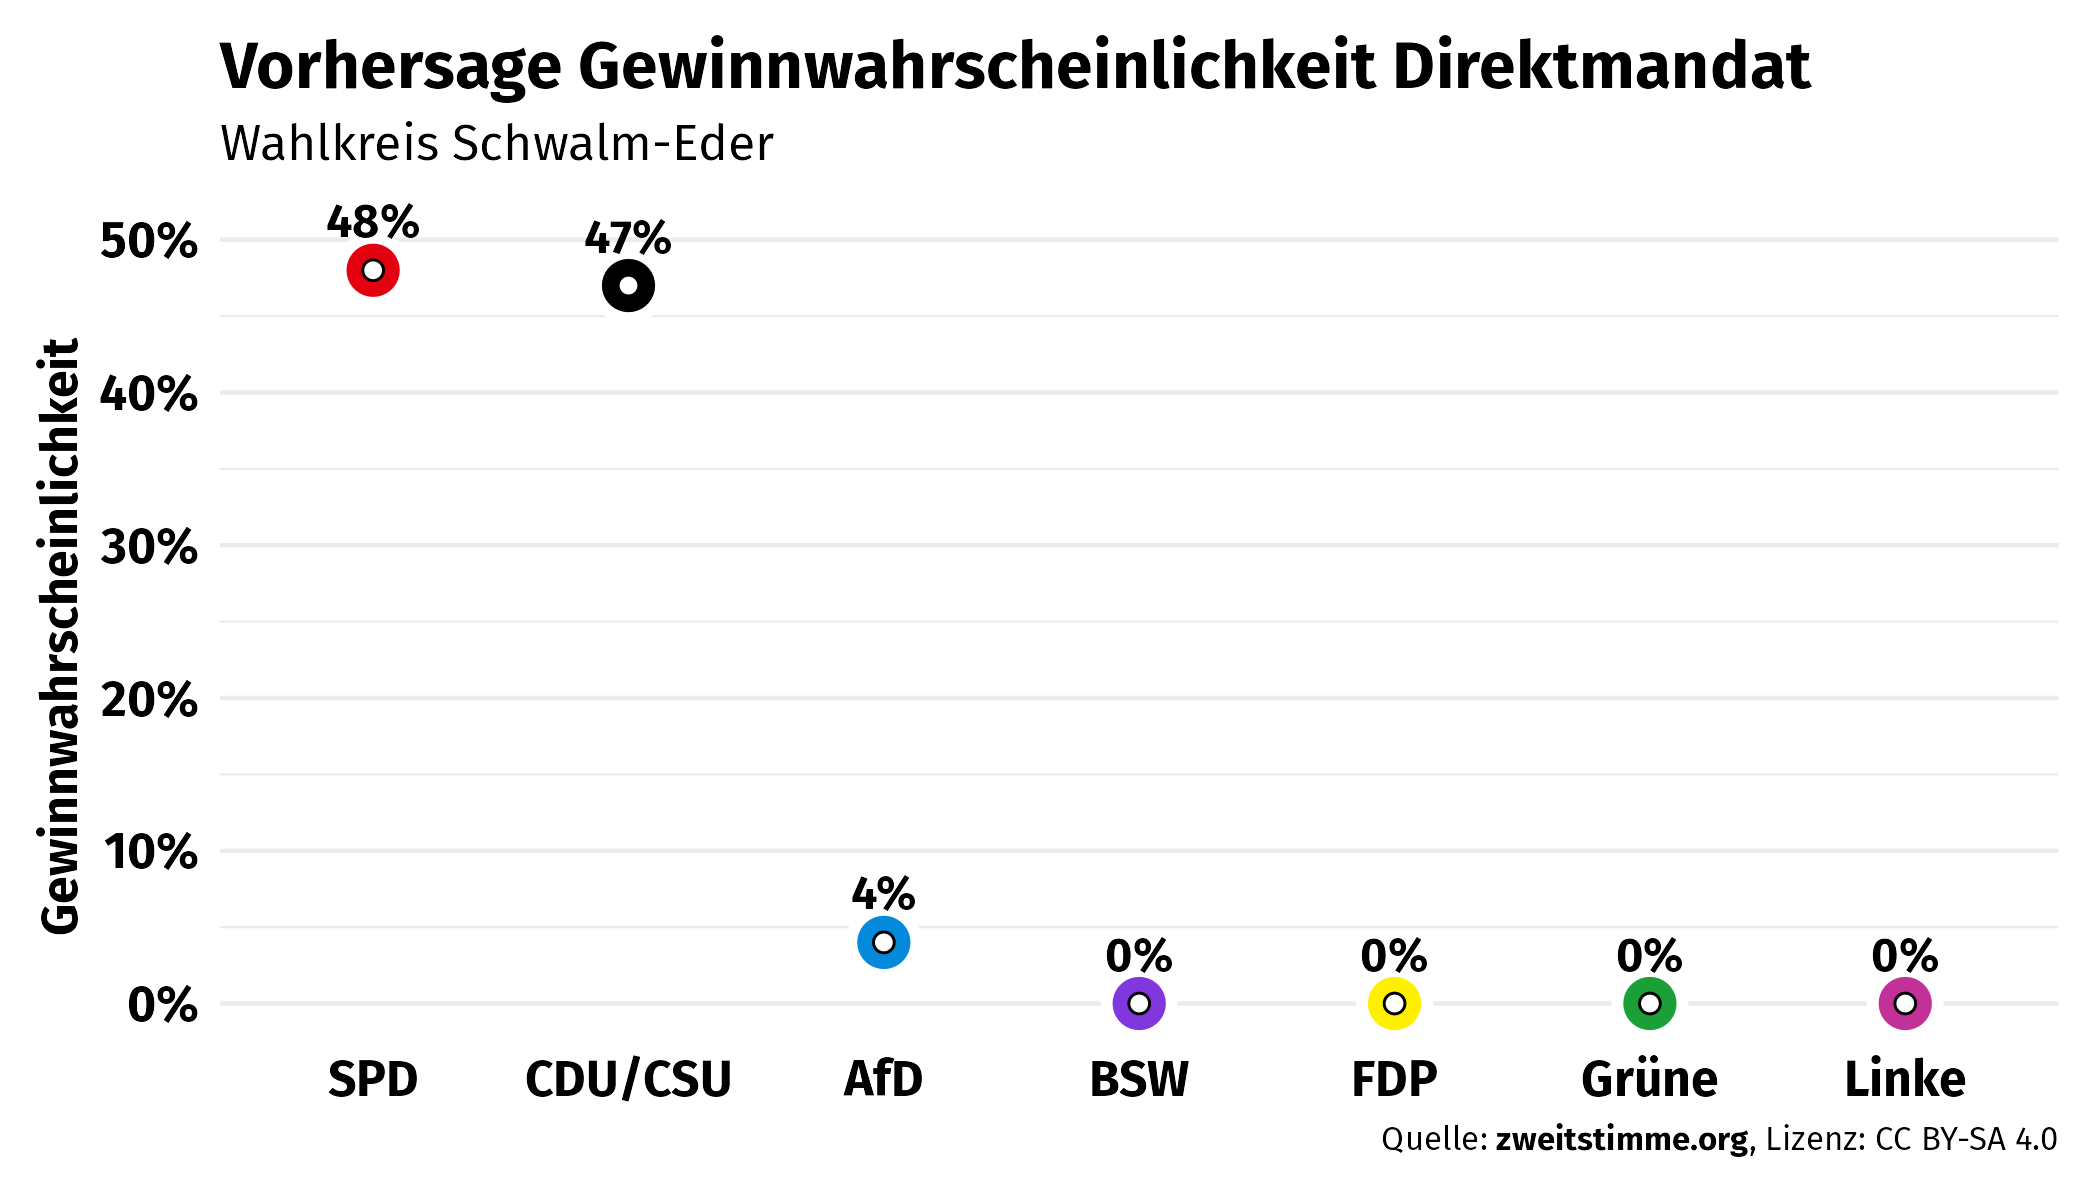 Vorhersage Gewinnwahrscheinlichkeit Direktmandat
Wahlkreis Schwalm-Eder
Gewinnwahrscheinlichkeit
50%
40%
30%
20%
10%
0%
48%
47%
4%
0%
0%
0%
0%
SPD
CDU/CSU
AfD
BSW
FDP
Grüne
Linke
Quelle: zweitstimme.org, Lizenz: CC BY-SA 4.0